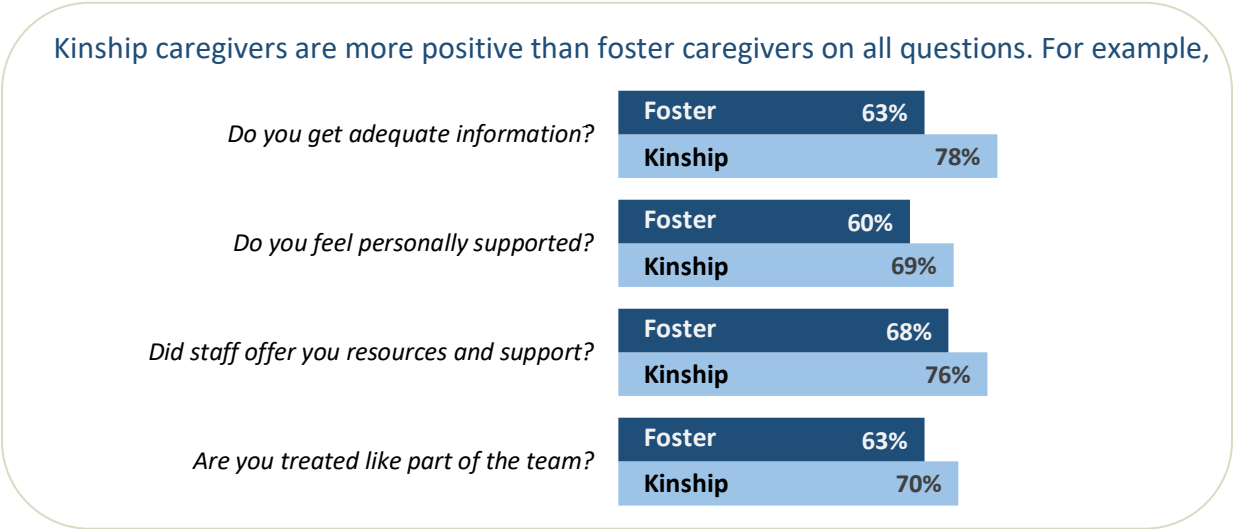 Kinship caregivers are more positive than foster caregivers on all questions. For example,
Do you get adequate information?
Foster 63%
Kinship 78%
Do you feel personally supported?
Foster 60%
Kinship 69%
Did staff offer you resources and support?
Foster 68%
Kinship 76%
Are you treated like part of the team?
Foster 63%
Kinship 70%